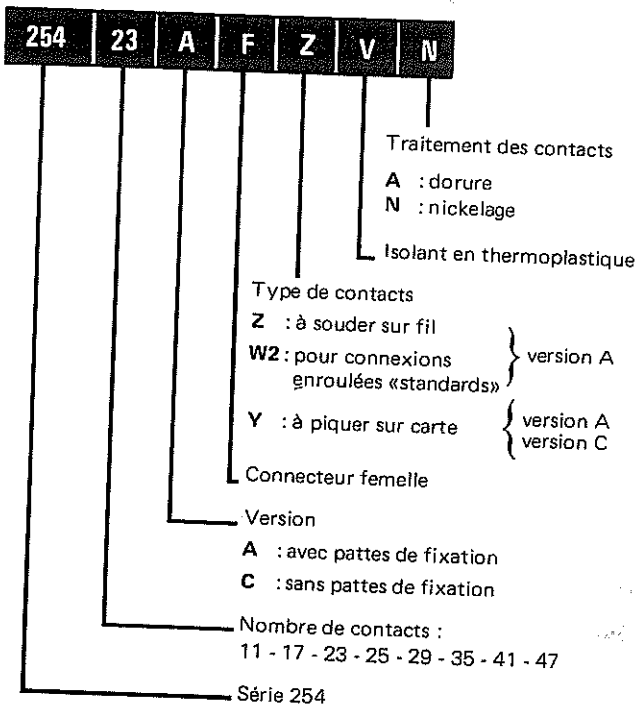 254 23 A F Z V N
Traitement des contacts
A : dorure
N : nickelage
Isolant en thermoplastique
Type de contacts
Z : à souder sur fil
W2 : pour connexions
enroulées «standards»
version A
Y : à piquer sur carte
version A
version C
Connecteur femelle
Version
A : avec pattes de fixation
C : sans pattes de fixation
Nombre de contacts :
11 - 17 - 23 - 25 - 29 - 35 - 41 - 47
Série 254